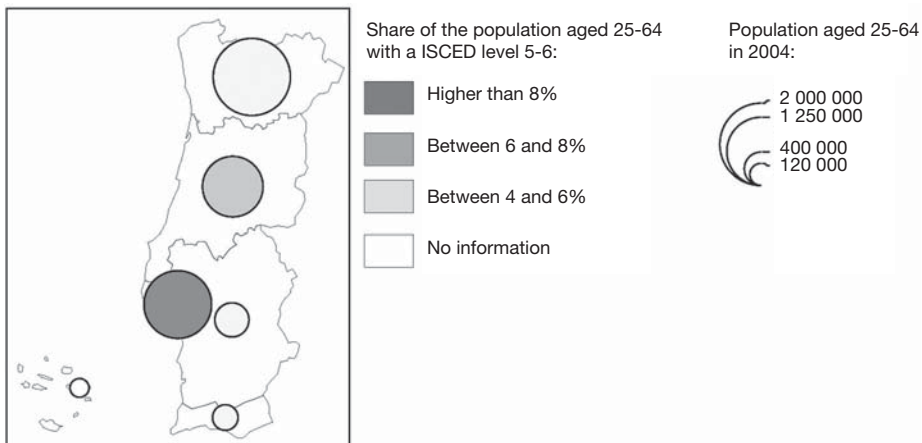 Share of the population aged 25-64
with a ISCED level 5-6:
Higher than 8%
Between 6 and 8%
Between 4 and 6%
No information
Population aged 25-64
in 2004:
2 000 000
1 250 000
400 000
120 000